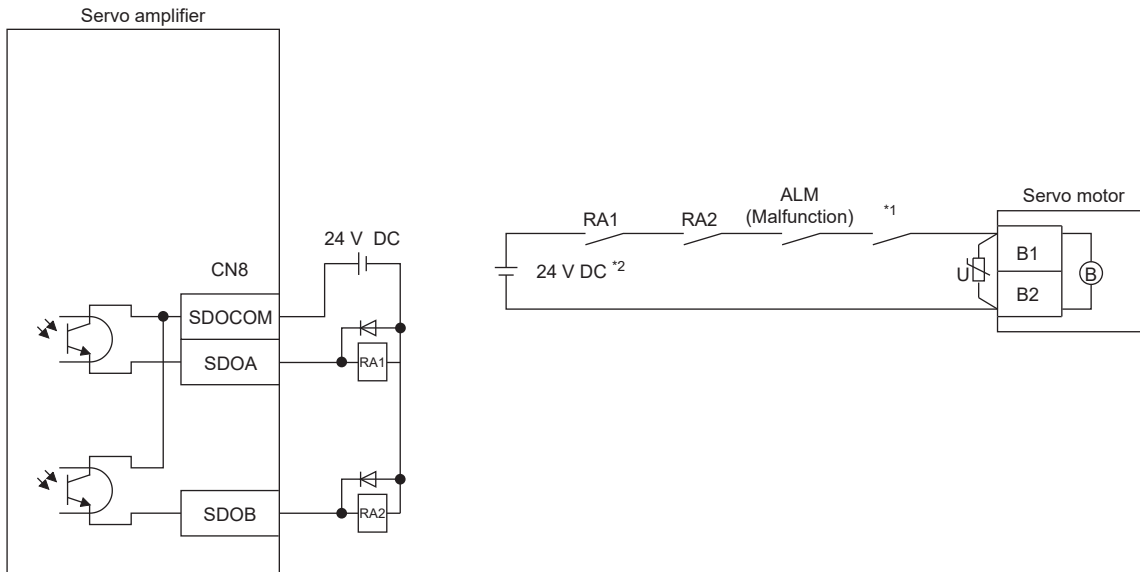 Servo amplifier
24 V DC
CN8
SDOCOM
SDOA
RA1
SDOB
RA2
RA1
RA2
ALM
(Malfunction)
*1
24 V DC *2
Servo motor
U
B1
B2
B